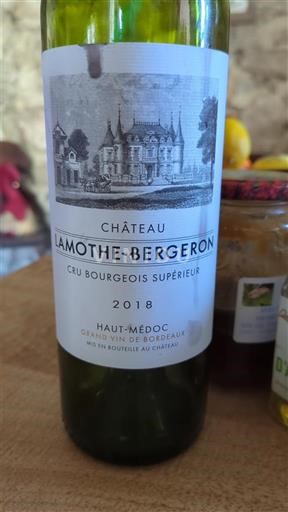 CHÂTEAU
LAMOTHE-BERGERON
CRU BOURGEOIS SUPÉRIEUR
2018
HAUT-MÉDOC
GRAND VIN DE BORDEAUX
MIS EN BOUTEILLE AU CHÂTEAU